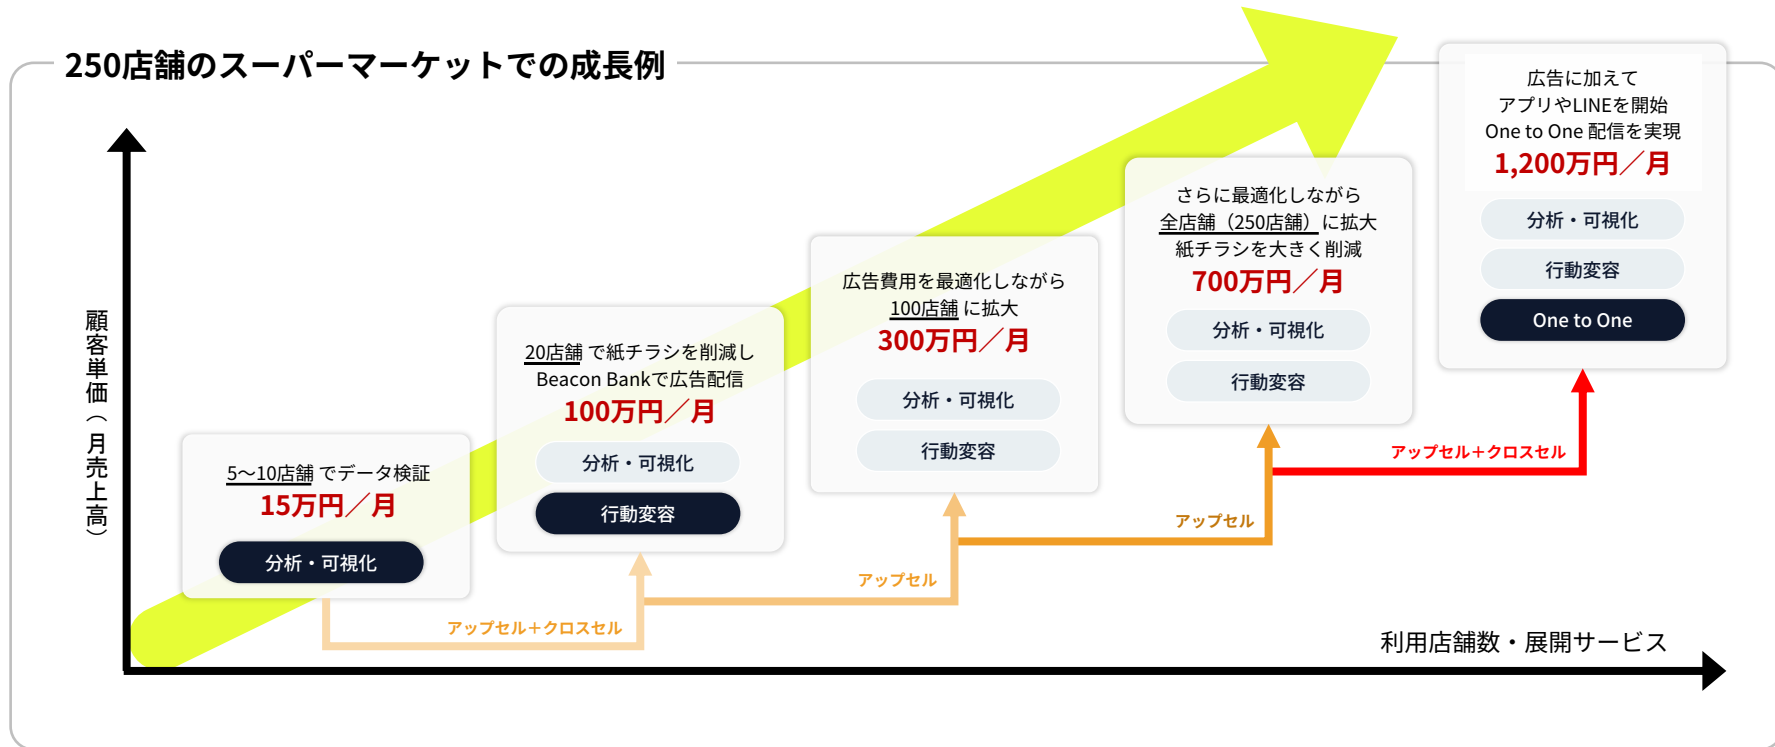 250店舗のスーパーマーケットでの成長例
顧客単価（月売上高）
5〜10店舗 でデータ検証
15万円／月
分析・可視化
アップセル＋クロスセル
20店舗 で紙チラシを削減し
Beacon Bankで広告配信
100万円／月
分析・可視化
行動変容
アップセル
広告費用を最適化しながら
100店舗 に拡大
300万円／月
分析・可視化
行動変容
アップセル
さらに最適化しながら
全店舗（250店舗）に拡大
紙チラシを大きく削減
700万円／月
分析・可視化
行動変容
アップセル＋クロスセル
広告に加えて
アプリやLINEを開始
One to One 配信を実現
1,200万円／月
分析・可視化
行動変容
One to One
利用店舗数・展開サービス